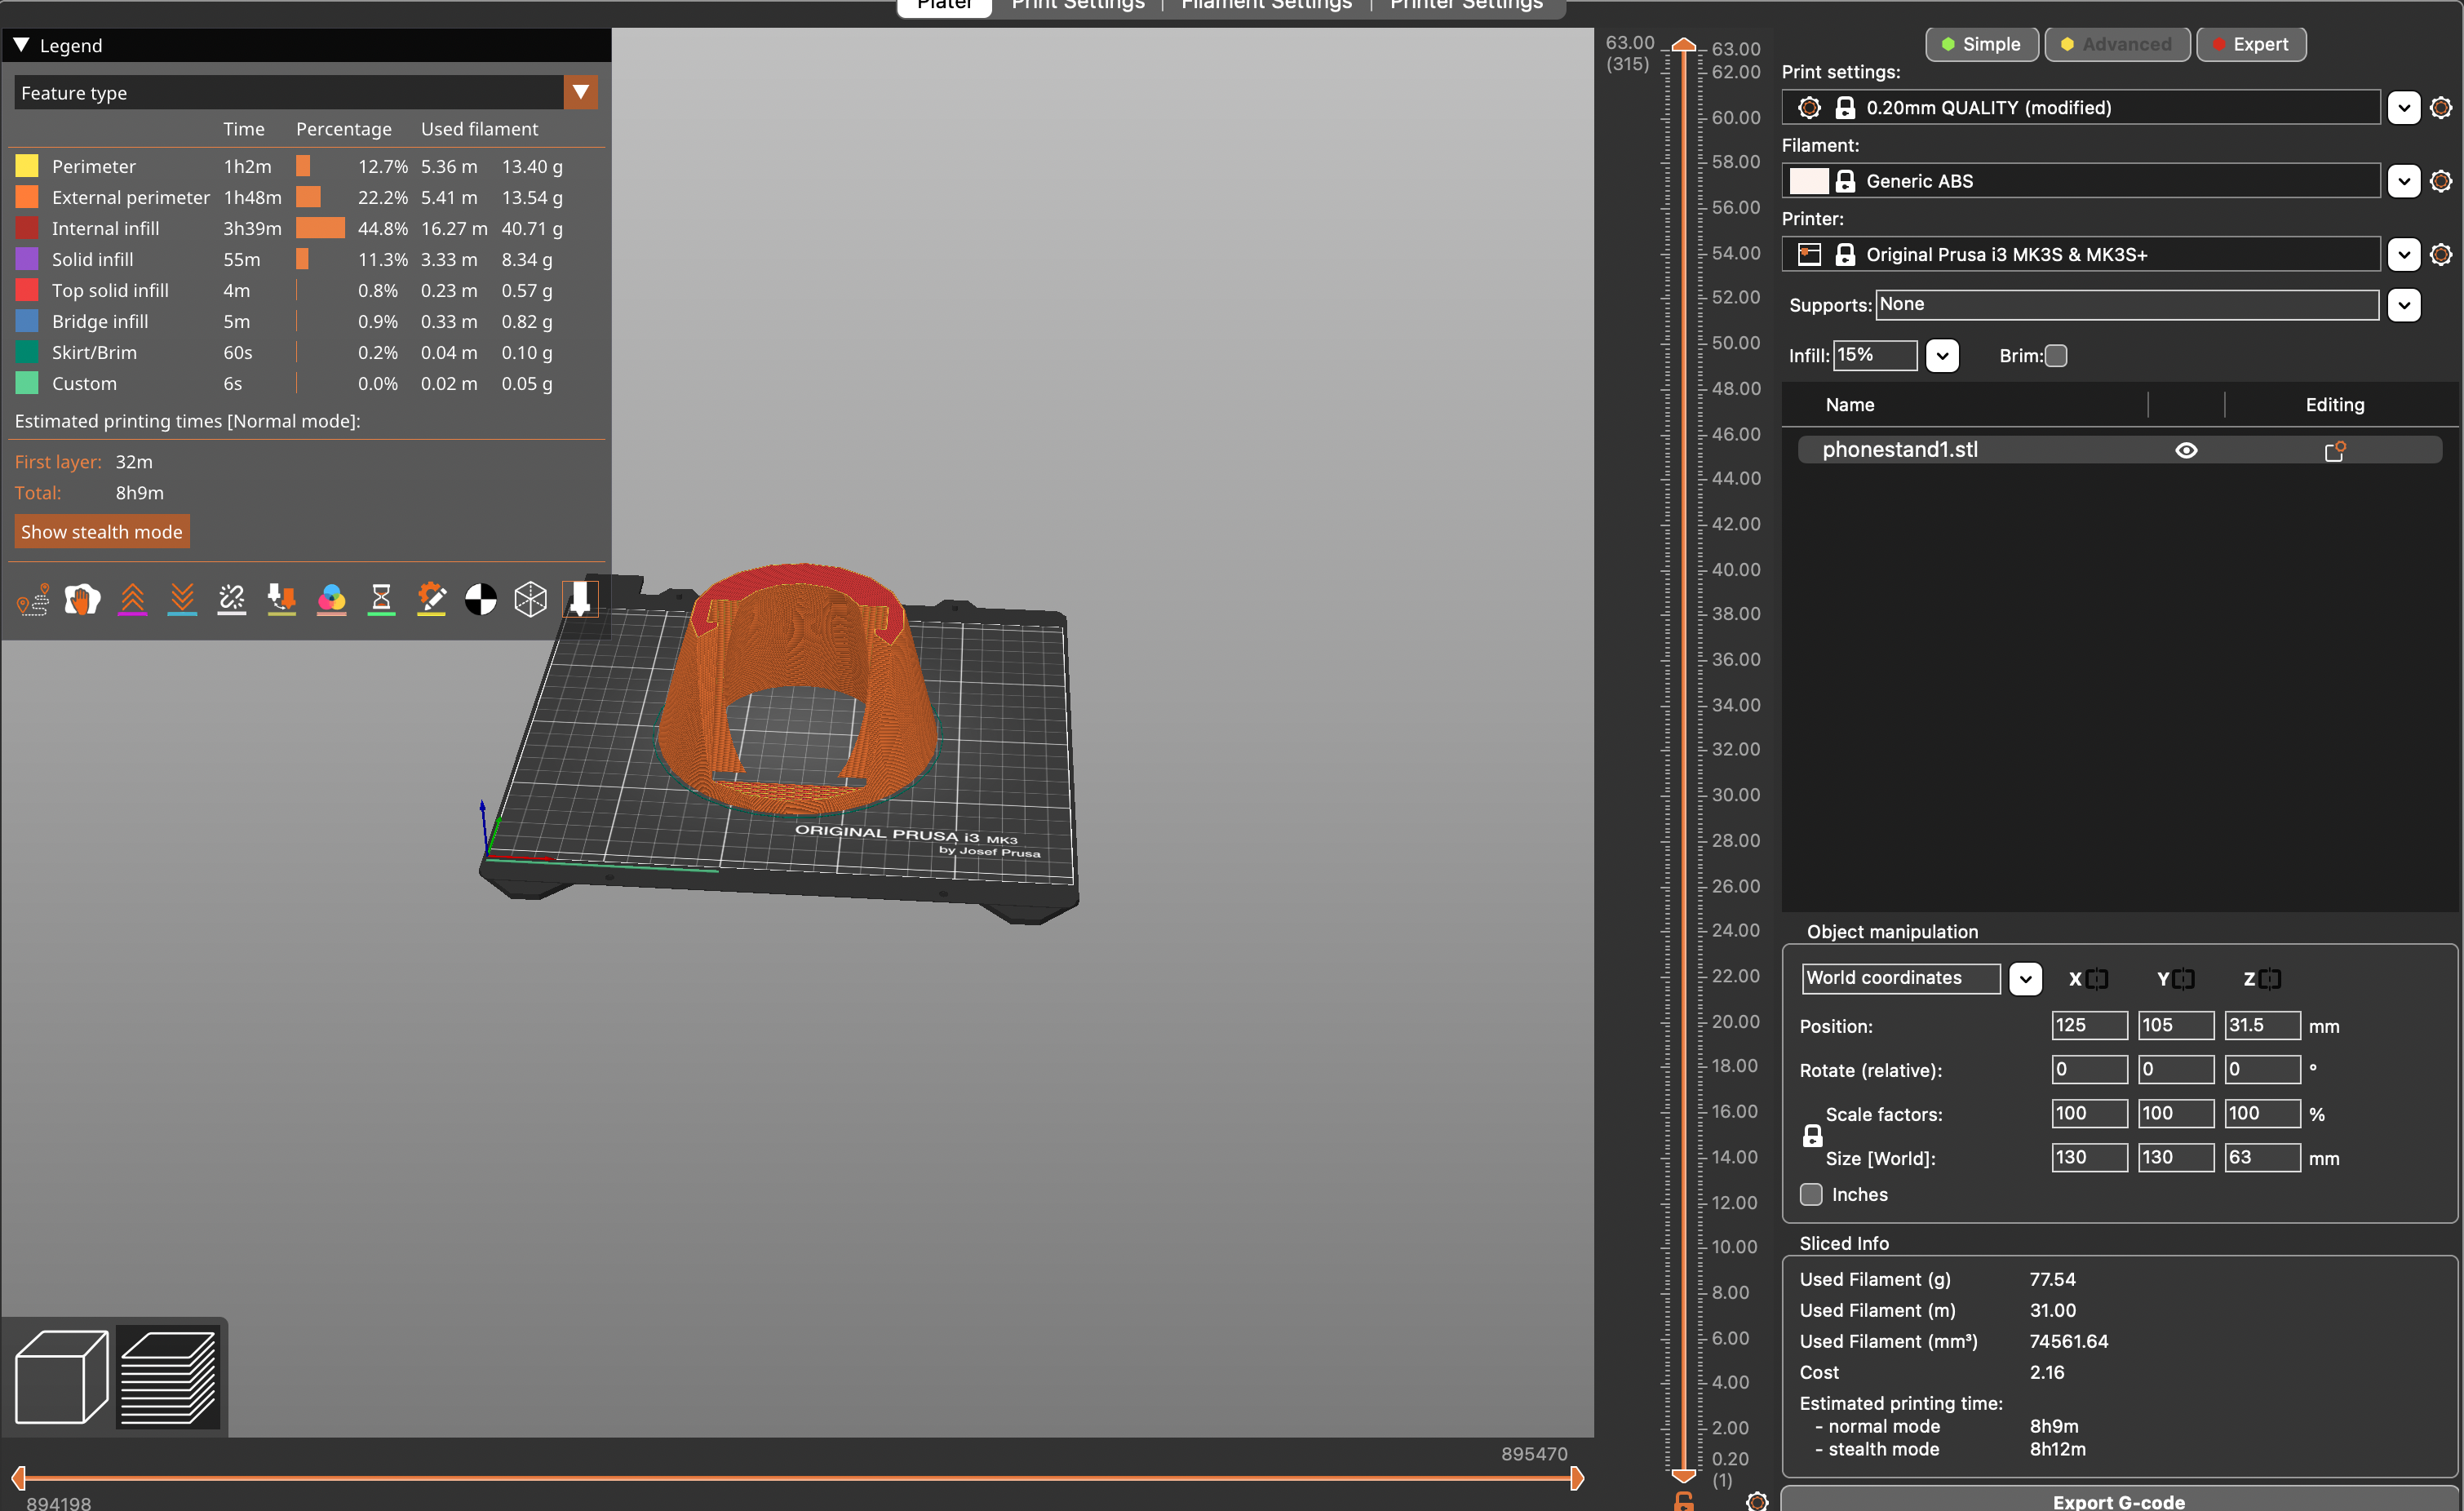 Plater Print Settings Filament Settings Printer Settings
Legend
Feature type
Time Percentage Used filament
Perimeter 1h2m 12.7% 5.36 m 13.40 g
External perimeter 1h48m 22.2% 5.41 m 13.54 g
Internal infill 3h39m 44.8% 16.27 m 40.71 g
Solid infill 55m 11.3% 3.33 m 8.34 g
Top solid infill 4m 0.8% 0.23 m 0.57 g
Bridge infill 5m 0.9% 0.33 m 0.82 g
Skirt/Brim 60s 0.2% 0.04 m 0.10 g
Custom 6s 0.0% 0.02 m 0.05 g
Estimated printing times [Normal mode]:
First layer: 32m
Total: 8h9m
Show stealth mode
ORIGINAL PRUSA i3 MK3
by Josef Prusa
895470
894198
63.00
(315)
63.00
62.00
60.00
58.00
56.00
54.00
52.00
50.00
48.00
46.00
44.00
42.00
40.00
38.00
36.00
34.00
32.00
30.00
28.00
26.00
24.00
22.00
20.00
18.00
16.00
14.00
12.00
10.00
8.00
6.00
4.00
2.00
0.20
(1)
Simple Advanced Expert
Print settings:
0.20mm QUALITY (modified)
Filament:
Generic ABS
Printer:
Original Prusa i3 MK3S & MK3S+
Supports: None
Infill: 15% Brim:
Name Editing
phonestand1.stl
Object manipulation
World coordinates X Y Z
Position: 125 105 31.5 mm
Rotate (relative): 0 0 0 °
Scale factors: 100 100 100 %
Size [World]: 130 130 63 mm
Inches
Sliced Info
Used Filament (g) 77.54
Used Filament (m) 31.00
Used Filament (mm³) 74561.64
Cost 2.16
Estimated printing time:
- normal mode 8h9m
- stealth mode 8h12m
Export G-code